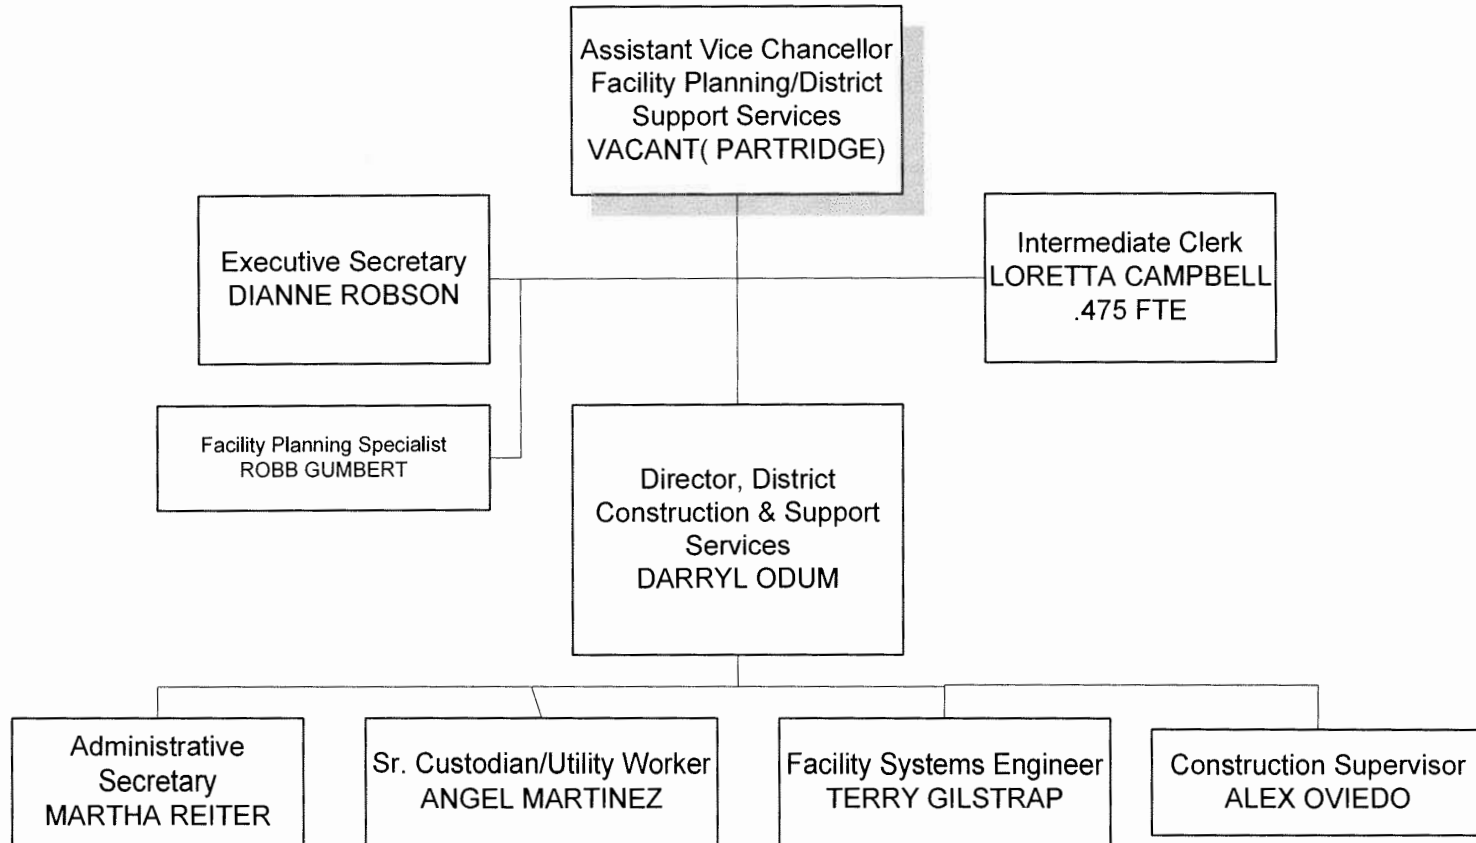 Assistant Vice Chancellor
Facility Planning/District
Support Services
VACANT( PARTRIDGE)
Executive Secretary
DIANNE ROBSON
Intermediate Clerk
LORETTA CAMPBELL
.475 FTE
Facility Planning Specialist
ROBB GUMBERT
Director, District
Construction & Support
Services
DARRYL ODUM
Administrative
Secretary
MARTHA REITER
Sr. Custodian/Utility Worker
ANGEL MARTINEZ
Facility Systems Engineer
TERRY GILSTRAP
Construction Supervisor
ALEX OVIEDO